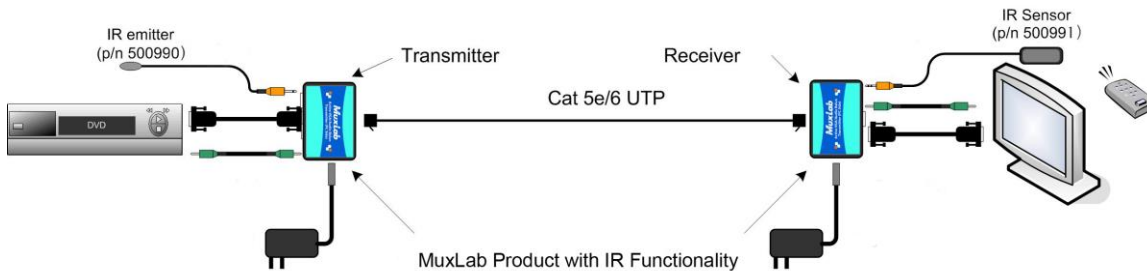 IR emitter
(p/n 500990)
Transmitter
Receiver
IR Sensor
(p/n 500991)
Cat 5e/6 UTP
DVD
MuxLab
MuxLab
MuxLab Product with IR Functionality